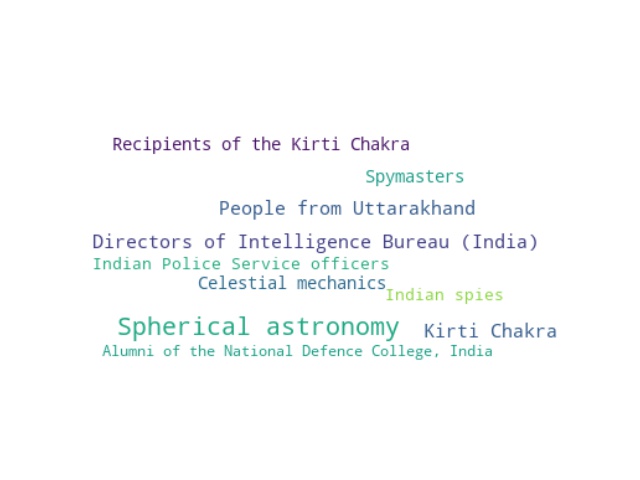 Recipients of the Kirti Chakra
Spymasters
People from Uttarakhand
Directors of Intelligence Bureau (India)
Indian Police Service officers
Celestial mechanics
Indian spies
Spherical astronomy
Kirti Chakra
Alumni of the National Defence College, India